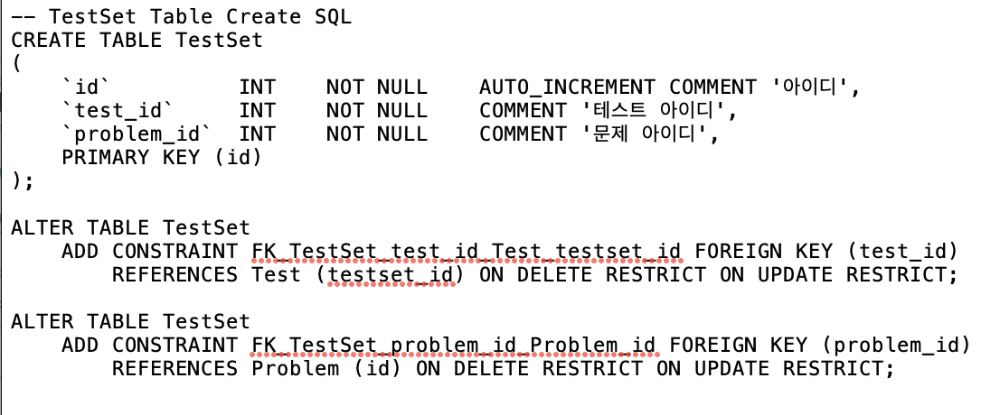 -- TestSet Table Create SQL
CREATE TABLE TestSet
(
    `id`          INT    NOT NULL    AUTO_INCREMENT COMMENT '아이디',
    `test_id`     INT    NOT NULL    COMMENT '테스트 아이디',
    `problem_id`  INT    NOT NULL    COMMENT '문제 아이디',
    PRIMARY KEY (id)
);

ALTER TABLE TestSet
    ADD CONSTRAINT FK_TestSet_test_id_Test_testset_id FOREIGN KEY (test_id)
        REFERENCES Test (testset_id) ON DELETE RESTRICT ON UPDATE RESTRICT;

ALTER TABLE TestSet
    ADD CONSTRAINT FK_TestSet_problem_id_Problem_id FOREIGN KEY (problem_id)
        REFERENCES Problem (id) ON DELETE RESTRICT ON UPDATE RESTRICT;